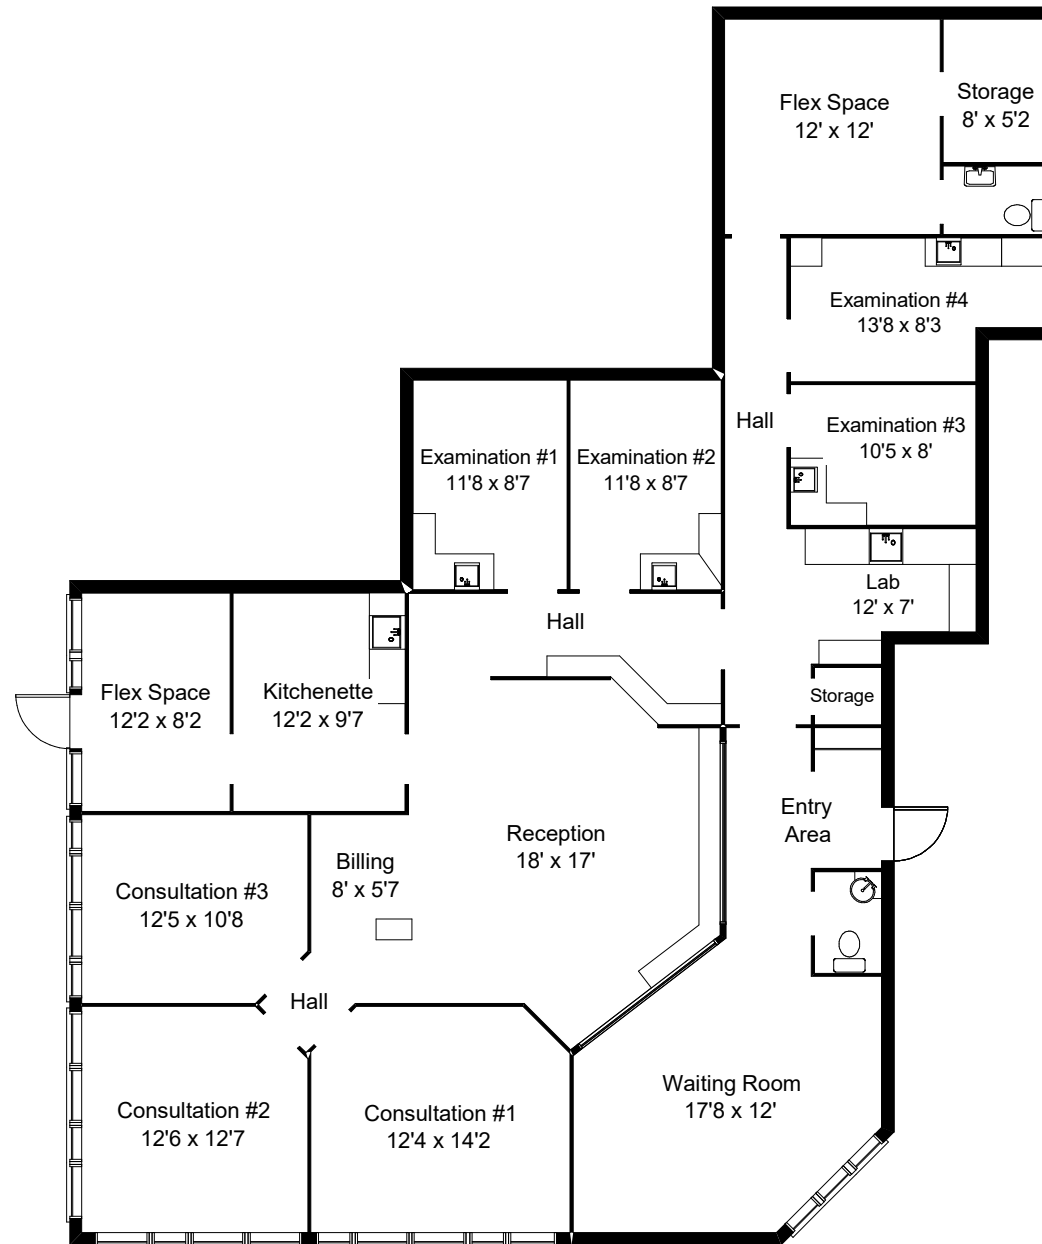 Flex Space
12' x 12'
Storage
8' x 5'2
Examination #4
13'8 x 8'3
Hall
Examination #3
10'5 x 8'
Examination #1
11'8 x 8'7
Examination #2
11'8 x 8'7
Lab
12' x 7'
Hall
Flex Space
12'2 x 8'2
Kitchenette
12'2 x 9'7
Storage
Entry
Area
Reception
18' x 17'
Billing
8' x 5'7
Consultation #3
12'5 x 10'8
Hall
Waiting Room
17'8 x 12'
Consultation #2
12'6 x 12'7
Consultation #1
12'4 x 14'2